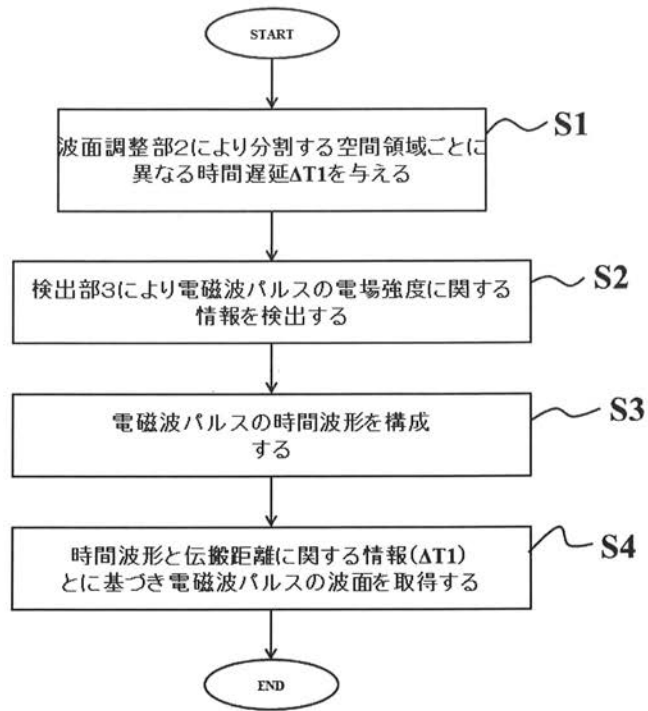 START
波面調整部2により分割する空間領域ごとに
異なる時間遅延ΔT1を与える
S1
検出部3により電磁波パルスの電場強度に関する
情報を検出する
S2
電磁波パルスの時間波形を構成
する
S3
時間波形と伝搬距離に関する情報(ΔT1)
とに基づき電磁波パルスの波面を取得する
S4
END